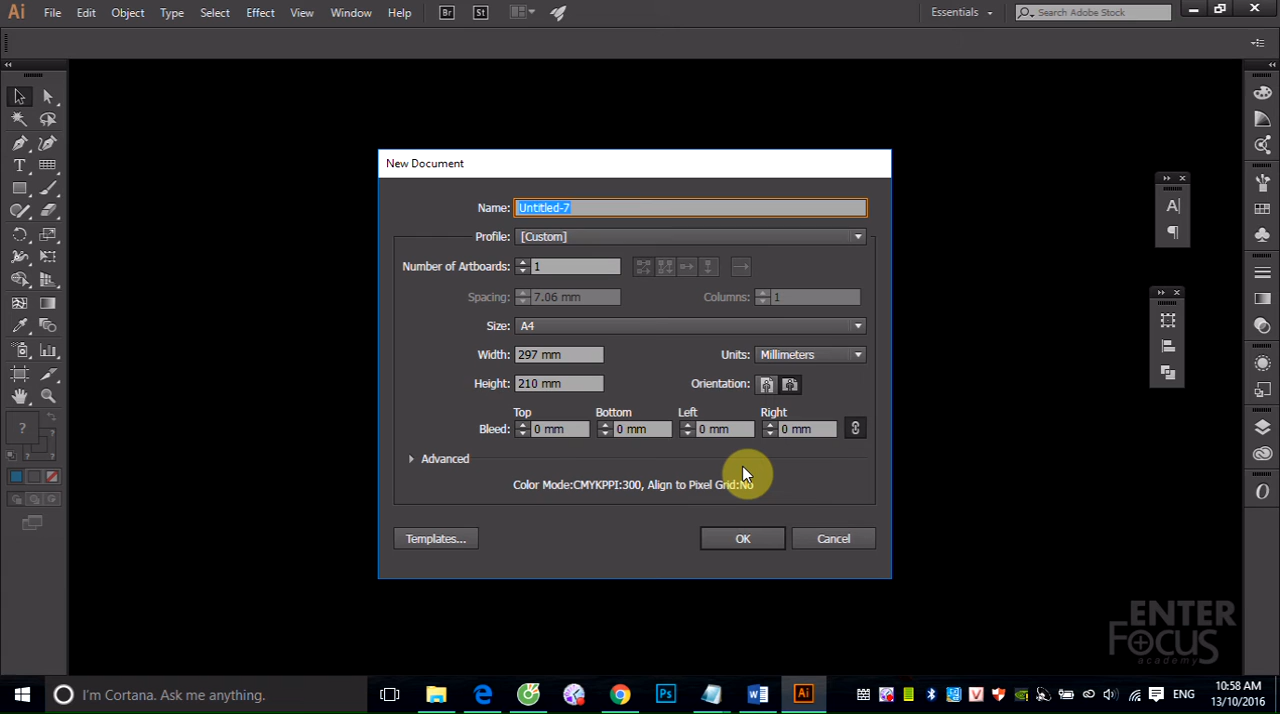 Ai File Edit Object Type Select Effect View Window Help Br St Essentials Search Adobe Stock
New Document
Name: Untitled-7
Profile: [Custom]
Number of Artboards: 1
Spacing: 7.06 mm Columns: 1
Size: A4
Width: 297 mm Units: Millimeters
Height: 210 mm Orientation:
Top Bottom Left Right
Bleed: 0 mm 0 mm 0 mm 0 mm
Advanced
Color Mode:CMYKPPI:300, Align to Pixel Grid:No
Templates... OK Cancel
ENTER
FOCUS
academy
I'm Cortana. Ask me anything. Ps Ai ENG 10:58 AM
13/10/2016